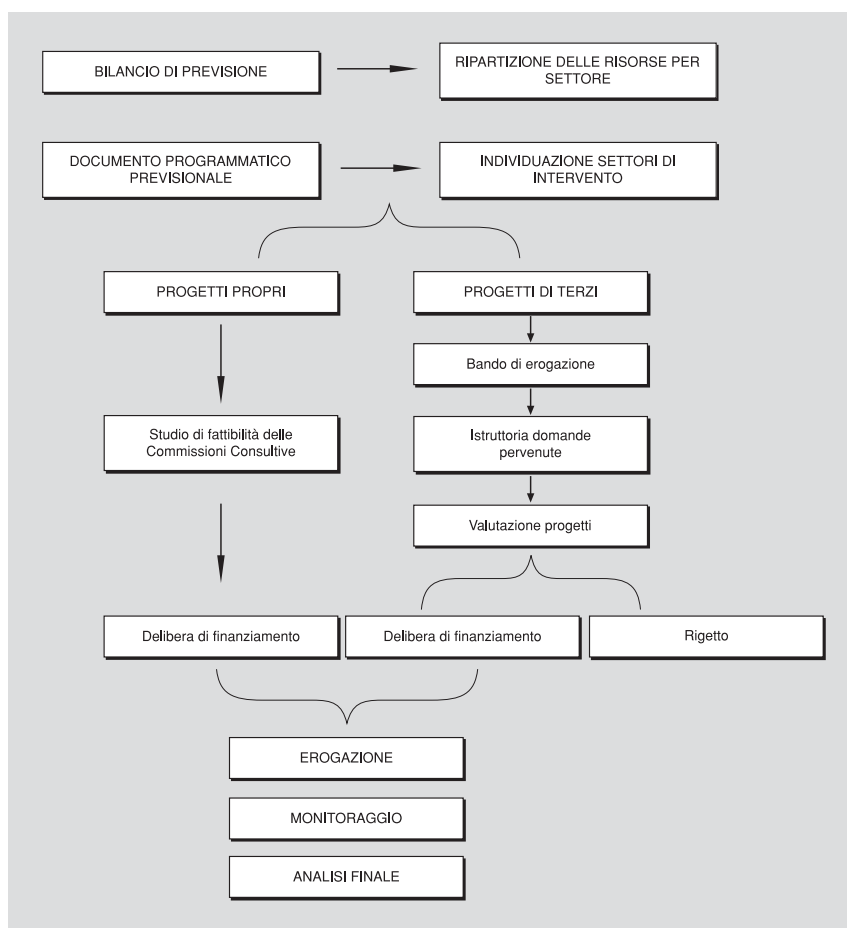 BILANCIO DI PREVISIONE
RIPARTIZIONE DELLE RISORSE PER
SETTORE
DOCUMENTO PROGRAMMATICO
PREVISIONALE
INDIVIDUAZIONE SETTORI DI
INTERVENTO
PROGETTI PROPRI
PROGETTI DI TERZI
Bando di erogazione
Studio di fattibilità delle
Commissioni Consultive
Istruttoria domande
pervenute
Valutazione progetti
Delibera di finanziamento
Delibera di finanziamento
Rigetto
EROGAZIONE
MONITORAGGIO
ANALISI FINALE